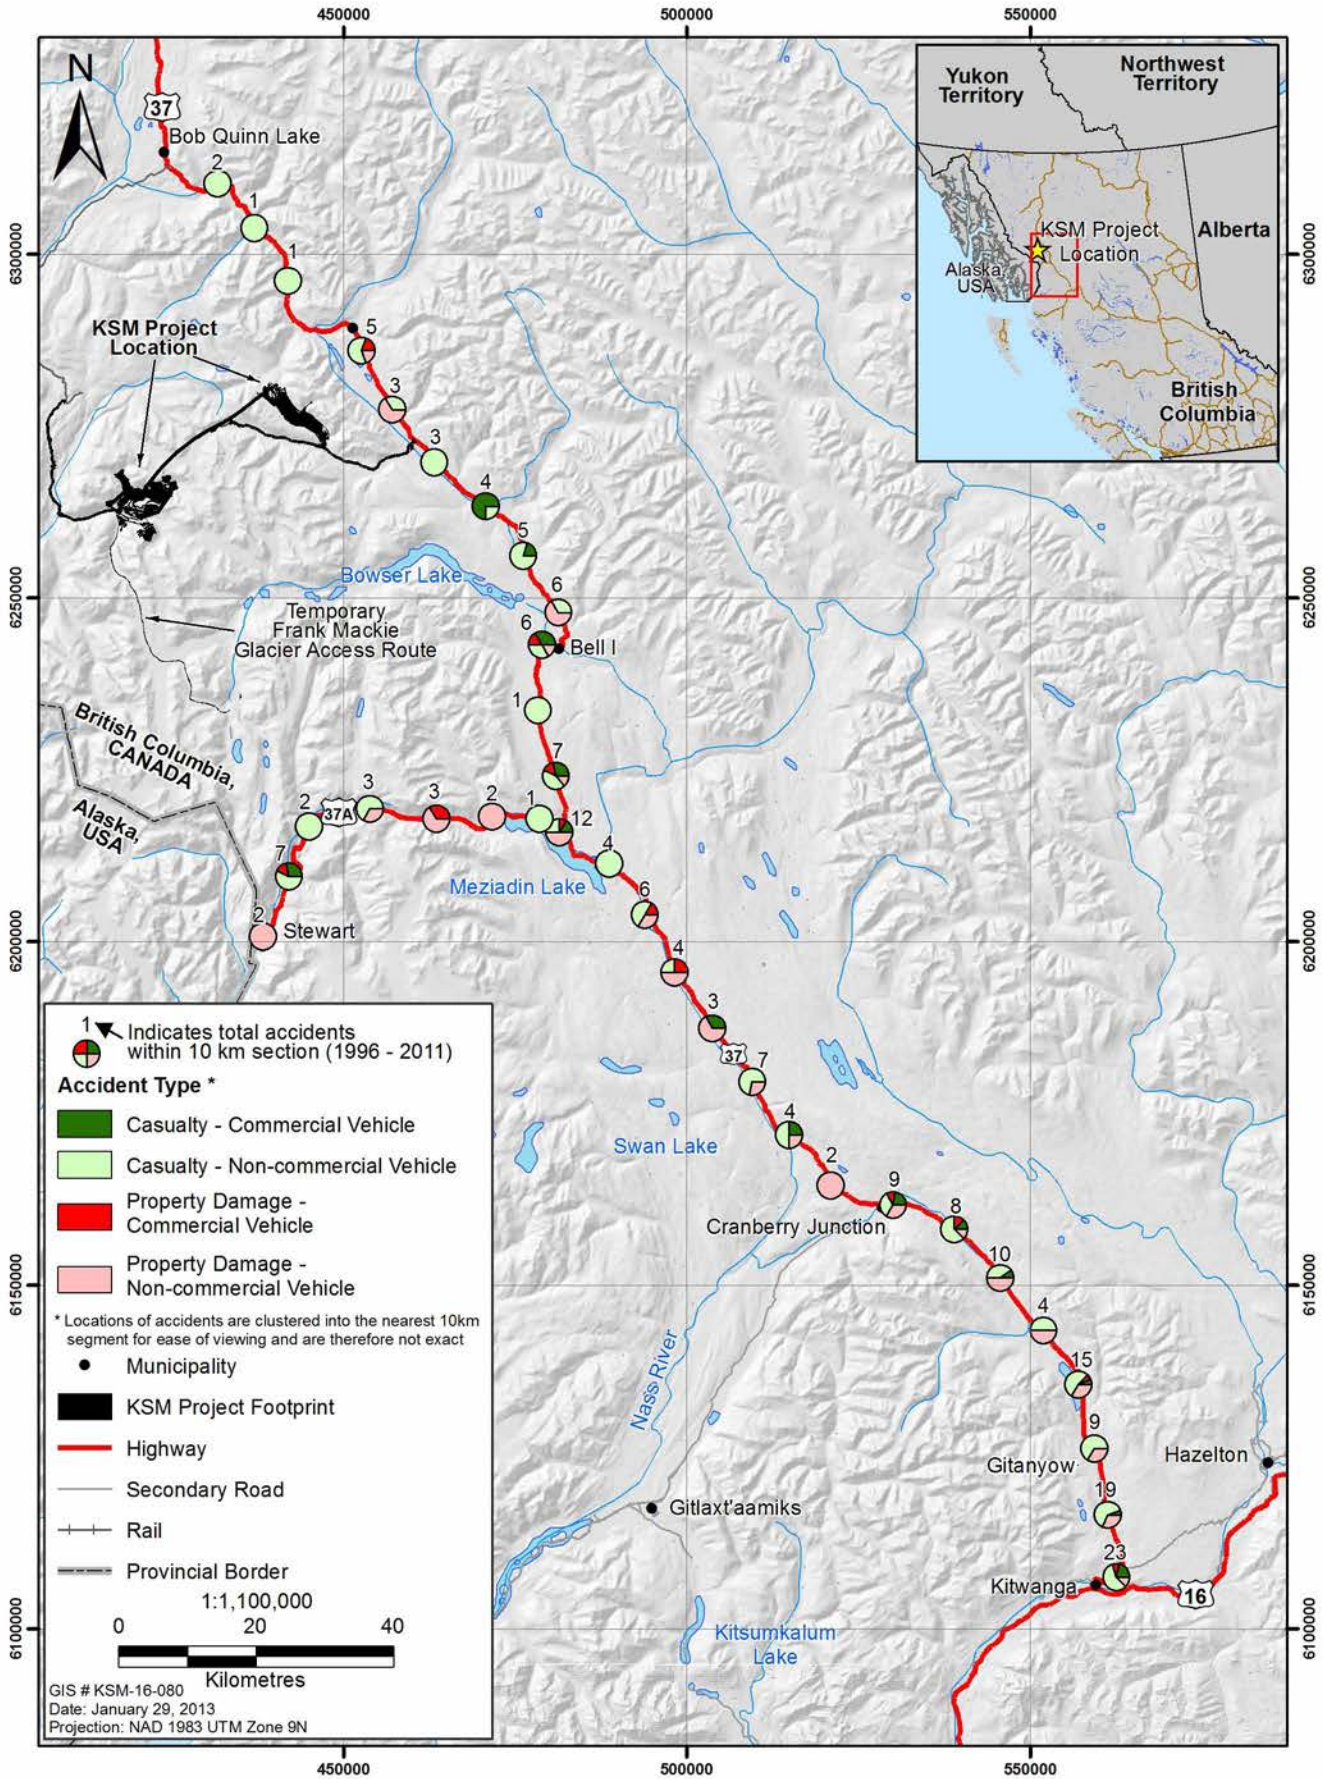 450000
500000
550000
N
37
Bob Quinn Lake
2
1
1
KSM Project
Location
5
3
3
4
5
6
6
Bell I
1
7
Bowser Lake
Temporary
Frank Mackie
Glacier Access Route
British Columbia,
CANADA
Alaska,
USA
2
37A
3
3
2
1
12
7
2
Stewart
Meziadin Lake
4
6
4
3
37
7
4
Swan Lake
2
9
Cranberry Junction
8
10
4
15
9
Gitanyow
Hazelton
19
23
Kitwanga
16
Nass River
Gitlaxt'aamiks
Kitsumkalum
Lake
Yukon
Territory
Northwest
Territory
Alberta
KSM Project
Location
Alaska,
USA
British
Columbia
6300000
6250000
6200000
6150000
6100000
6300000
6250000
6200000
6150000
6100000
1
Indicates total accidents
within 10 km section (1996 - 2011)
Accident Type *
Casualty - Commercial Vehicle
Casualty - Non-commercial Vehicle
Property Damage -
Commercial Vehicle
Property Damage -
Non-commercial Vehicle
* Locations of accidents are clustered into the nearest 10km
segment for ease of viewing and are therefore not exact
Municipality
KSM Project Footprint
Highway
Secondary Road
Rail
Provincial Border
1:1,100,000
0 20 40
Kilometres
GIS # KSM-16-080
Date: January 29, 2013
Projection: NAD 1983 UTM Zone 9N
450000
500000
550000